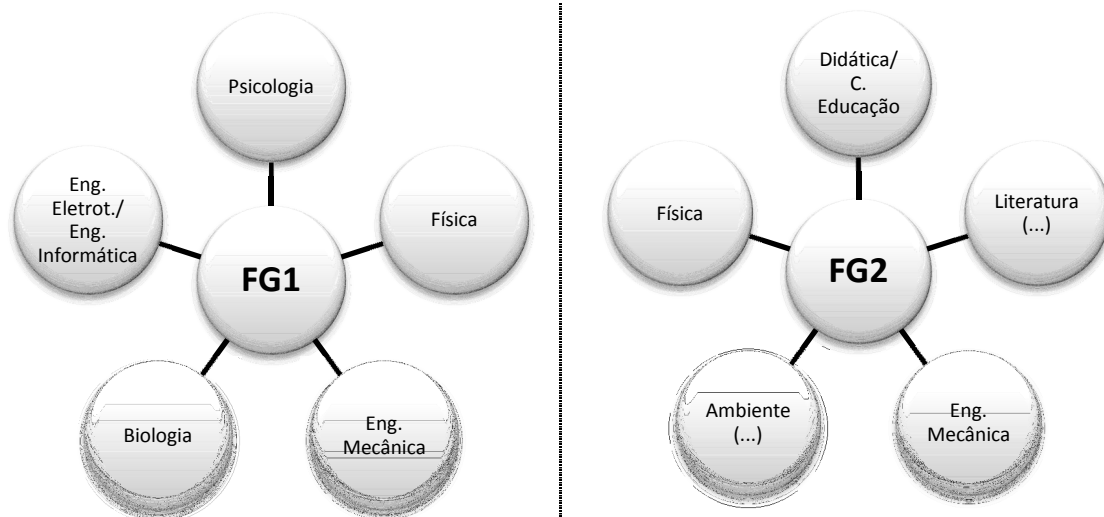 Psicologia
Eng.
Eletrot./
Eng.
Informática
Física
FG1
Biologia
Eng.
Mecânica
Didática/
C.
Educação
Física
Literatura
(...)
FG2
Ambiente
(...)
Eng.
Mecânica